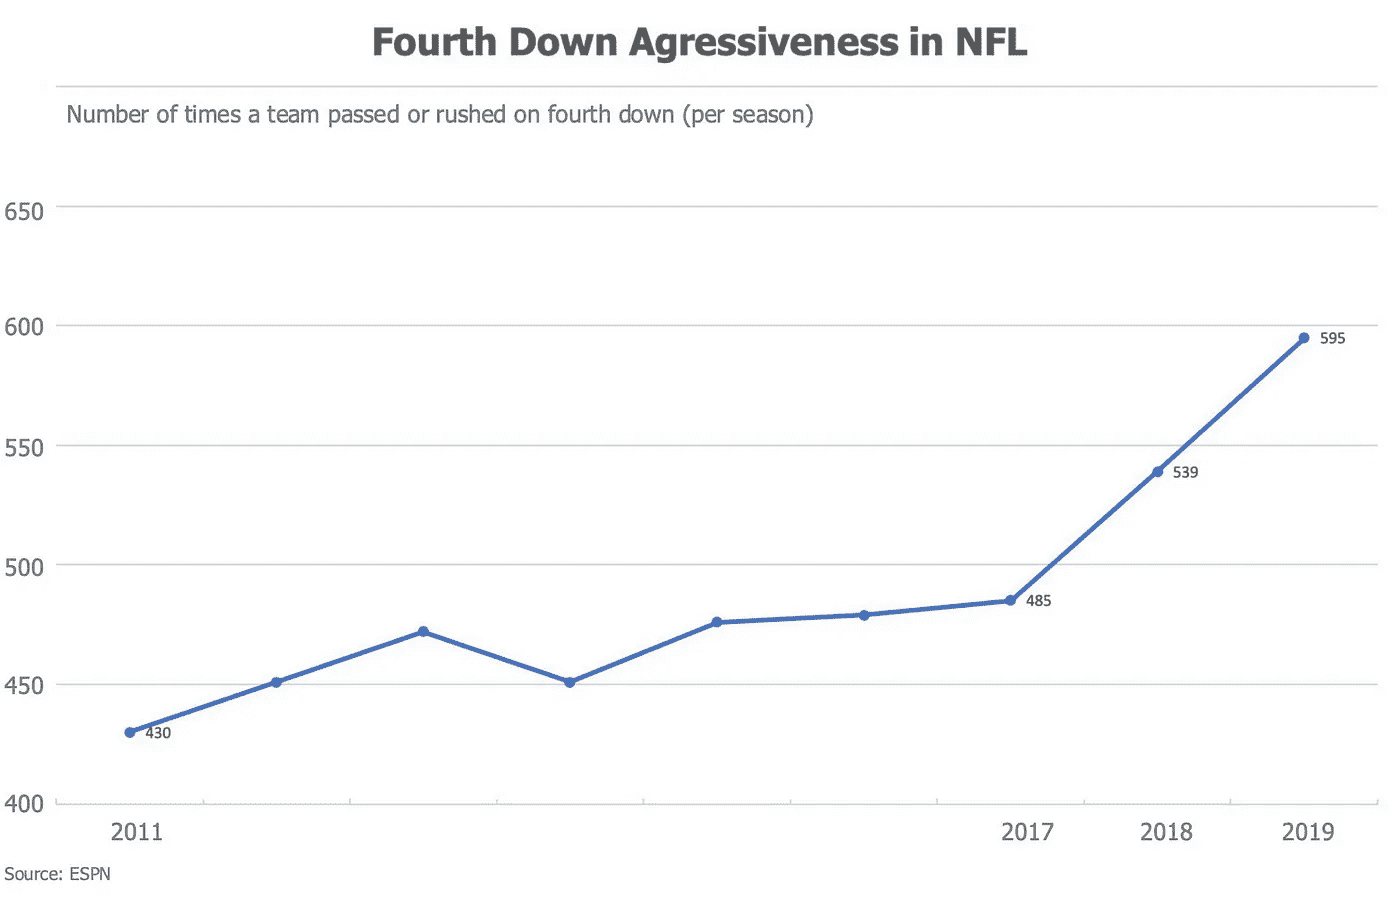 Fourth Down Agressiveness in NFL
Number of times a team passed or rushed on fourth down (per season)
650
600
595
550
539
500
485
450
430
400
2011 2017 2018 2019
Source: ESPN